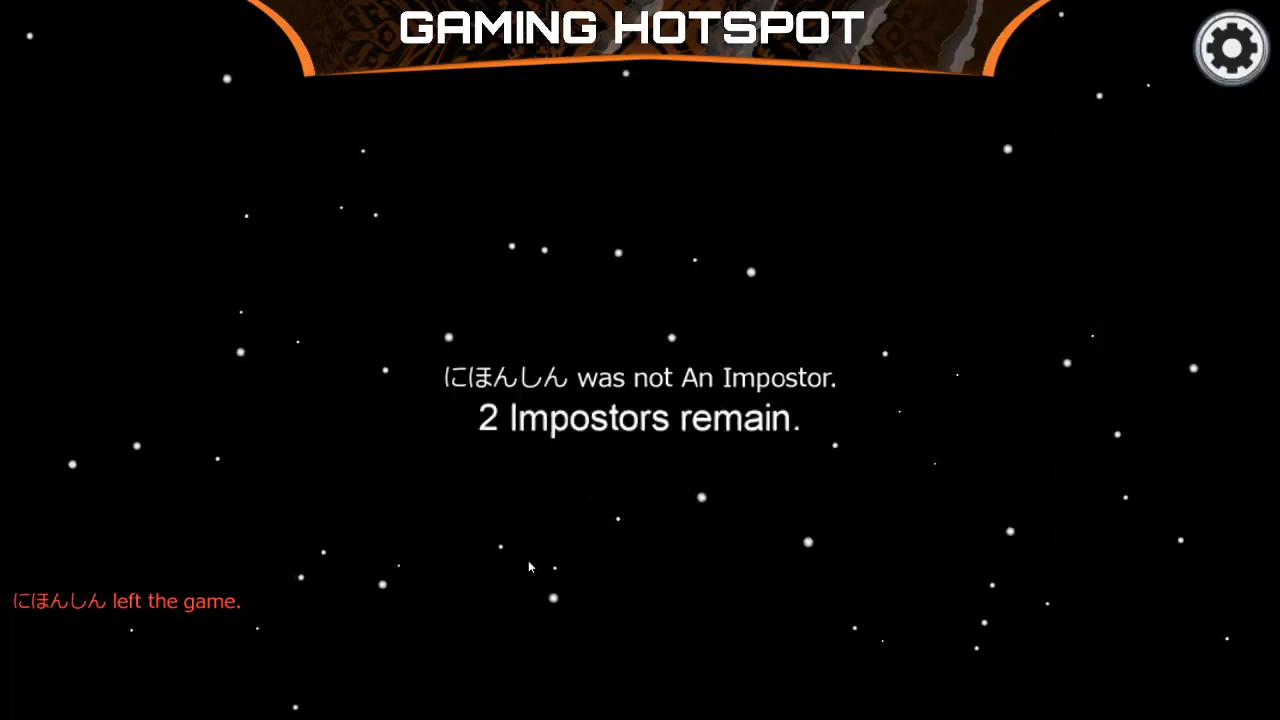 GAMING HOTSPOT
にほんしん was not An Impostor.
2 Impostors remain.
にほんしん left the game.